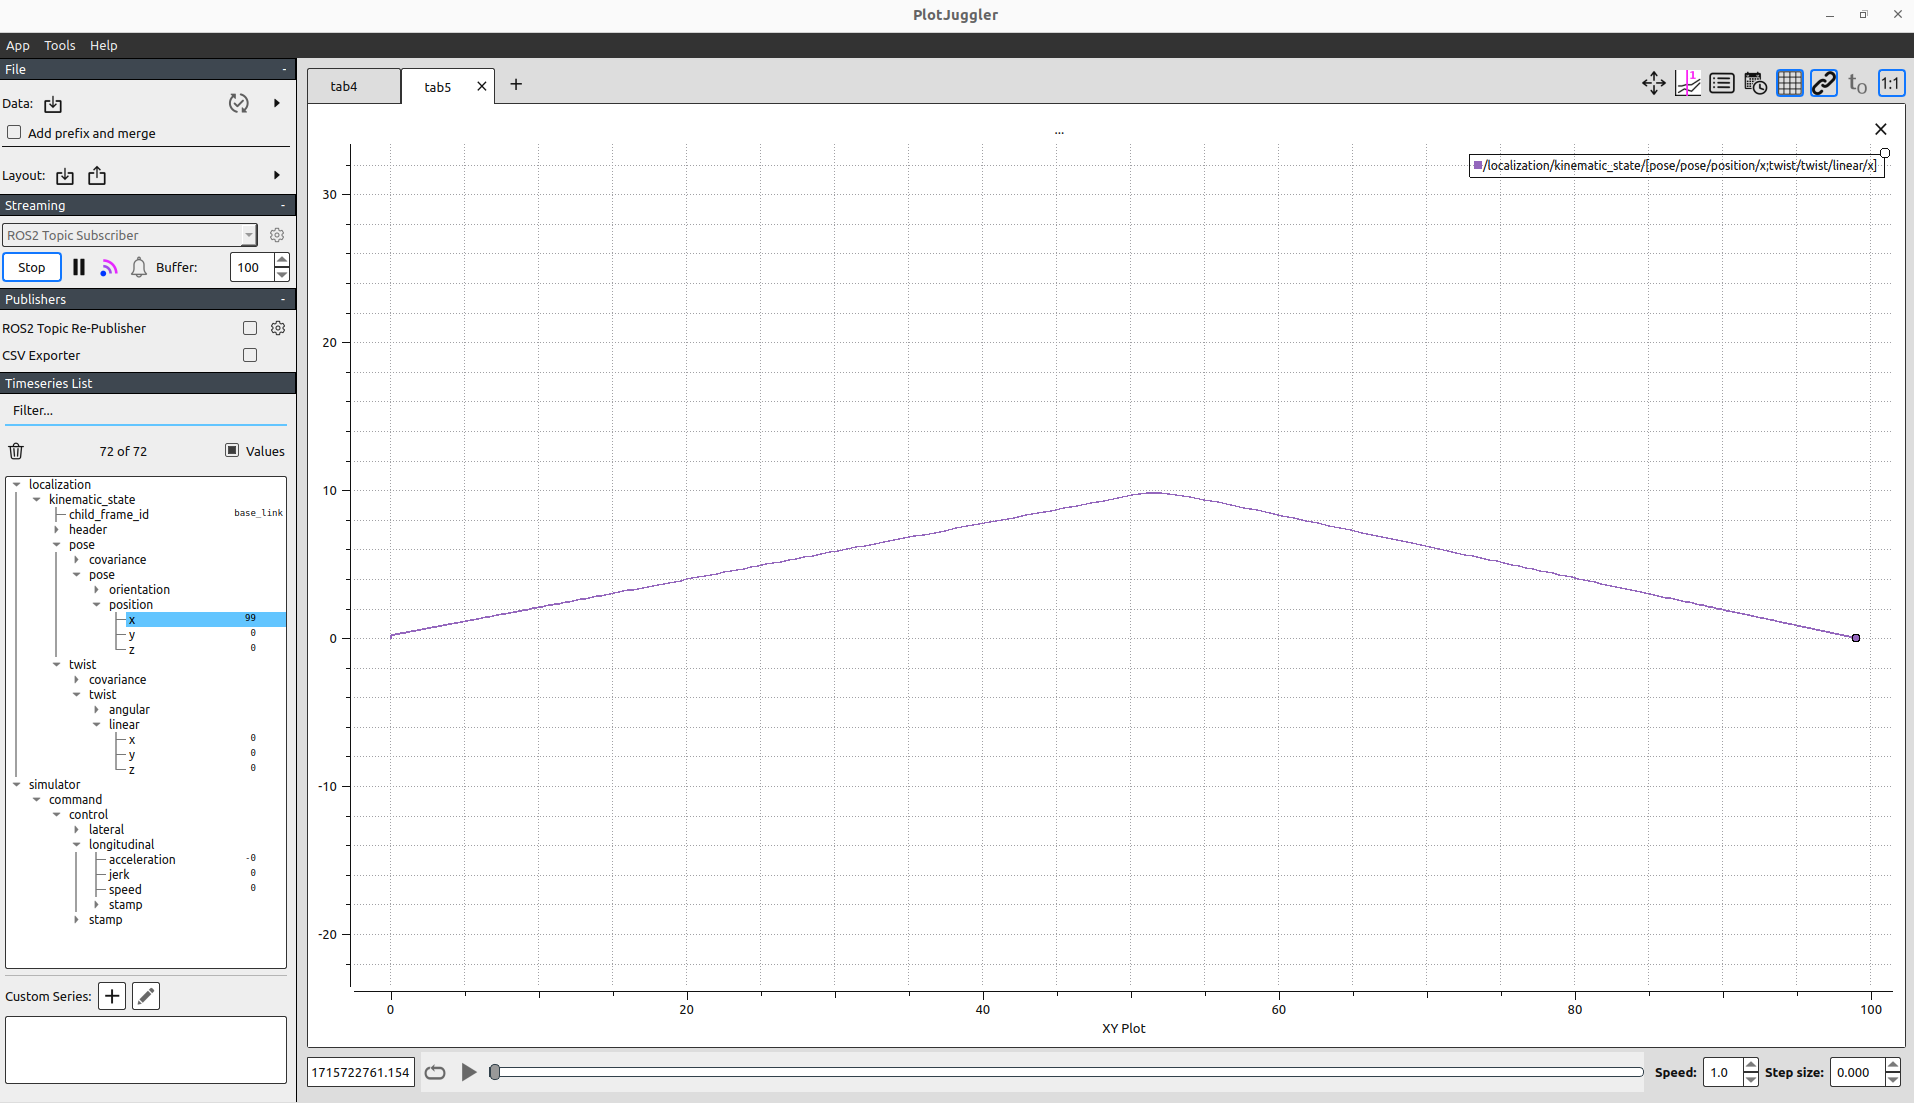 PlotJuggler
App Tools Help
File -
Data:
Add prefix and merge
Layout:
Streaming -
ROS2 Topic Subscriber
Stop Buffer: 100
Publishers -
ROS2 Topic Re-Publisher
CSV Exporter
Timeseries List
Filter...
72 of 72 Values
localization
kinematic_state
child_frame_id base_link
header
pose
covariance
pose
orientation
position
x 99
y 0
z 0
twist
covariance
twist
angular
linear
x 0
y 0
z 0
simulator
command
control
lateral
longitudinal
acceleration -0
jerk 0
speed 0
stamp
stamp
Custom Series:
tab4 tab5
t0 1:1
...
/localization/kinematic_state/[pose/pose/position/x;twist/twist/linear/x]
30
20
10
0
-10
-20
0 20 40 60 80 100
XY Plot
1715722761.154 Speed: 1.0 Step size: 0.000